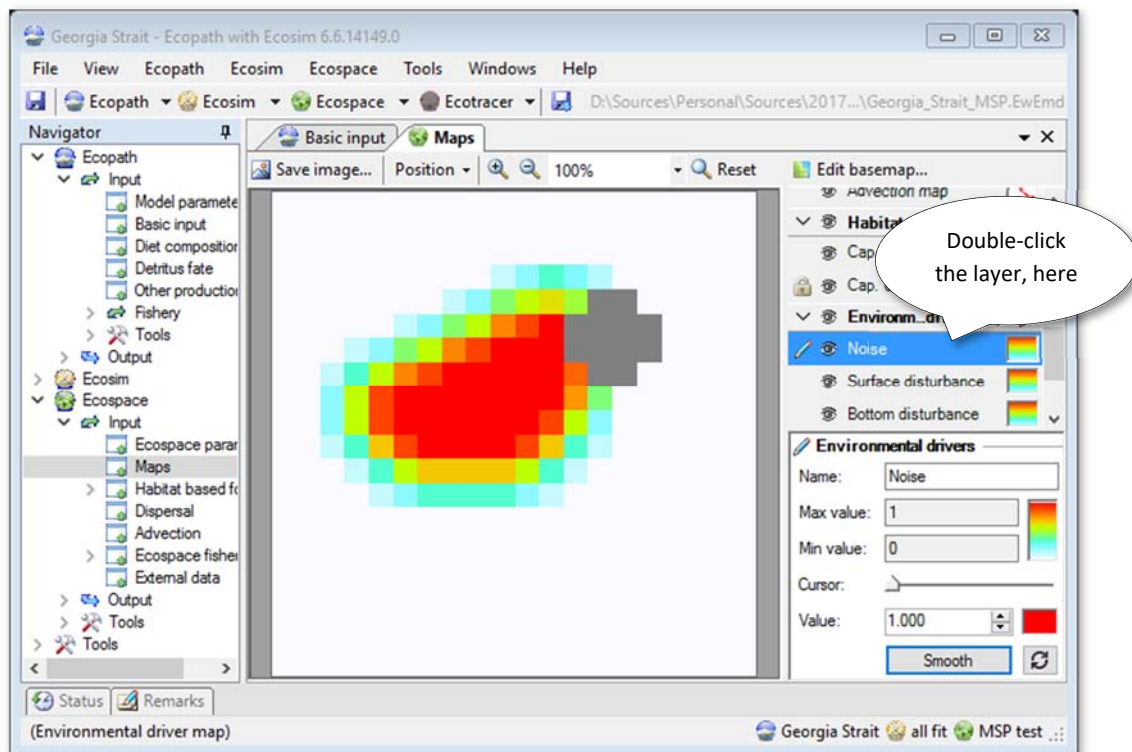 Georgia Strait - Ecopath with Ecosim 6.6.14149.0
File View Ecopath Ecosim Ecospace Tools Windows Help
Ecopath Ecosim Ecospace Ecotracer D:\Sources\Personal\Sources\2017...\Georgia_Strait_MSP.EwEmd
Navigator
Basic input Maps
Save image... Position 100% Reset Edit basemap...
Ecopath
Input
Model paramete
Basic input
Diet composition
Detritus fate
Other production
Fishery
Tools
Output
Ecosim
Ecospace
Input
Ecospace parar
Maps
Habitat based fo
Dispersal
Advection
Ecospace fisher
External data
Output
Tools
Tools
Advection map
Habitat
Cap
Cap.
Environm...dr
Double-click
the layer, here
Noise
Surface disturbance
Bottom disturbance
Environmental drivers
Name: Noise
Max value: 1
Min value: 0
Cursor:
Value: 1.000
Smooth
Status Remarks
(Environmental driver map) Georgia Strait all fit MSP test